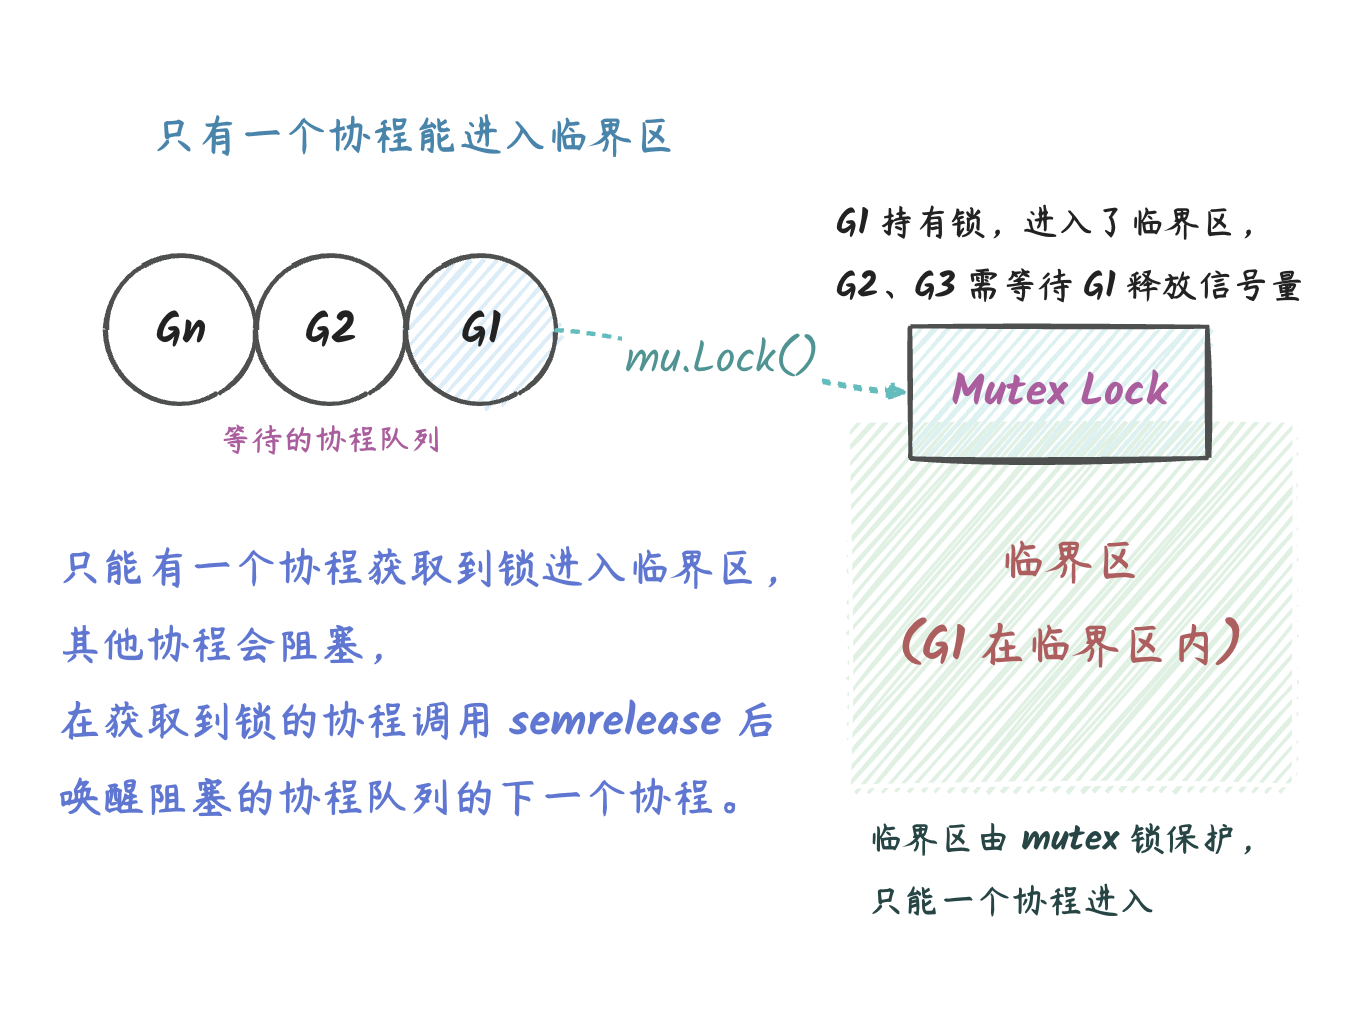 只有一个协程能进入临界区
G1 持有锁，进入了临界区，
G2、G3 需等待 G1 释放信号量
Gn
G2
G1
mu.Lock()
Mutex Lock
等待的协程队列
临界区
(G1 在临界区内)
只能有一个协程获取到锁进入临界区，
其他协程会阻塞，
在获取到锁的协程调用 semrelease 后
唤醒阻塞的协程队列的下一个协程。
临界区由 mutex 锁保护，
只能一个协程进入